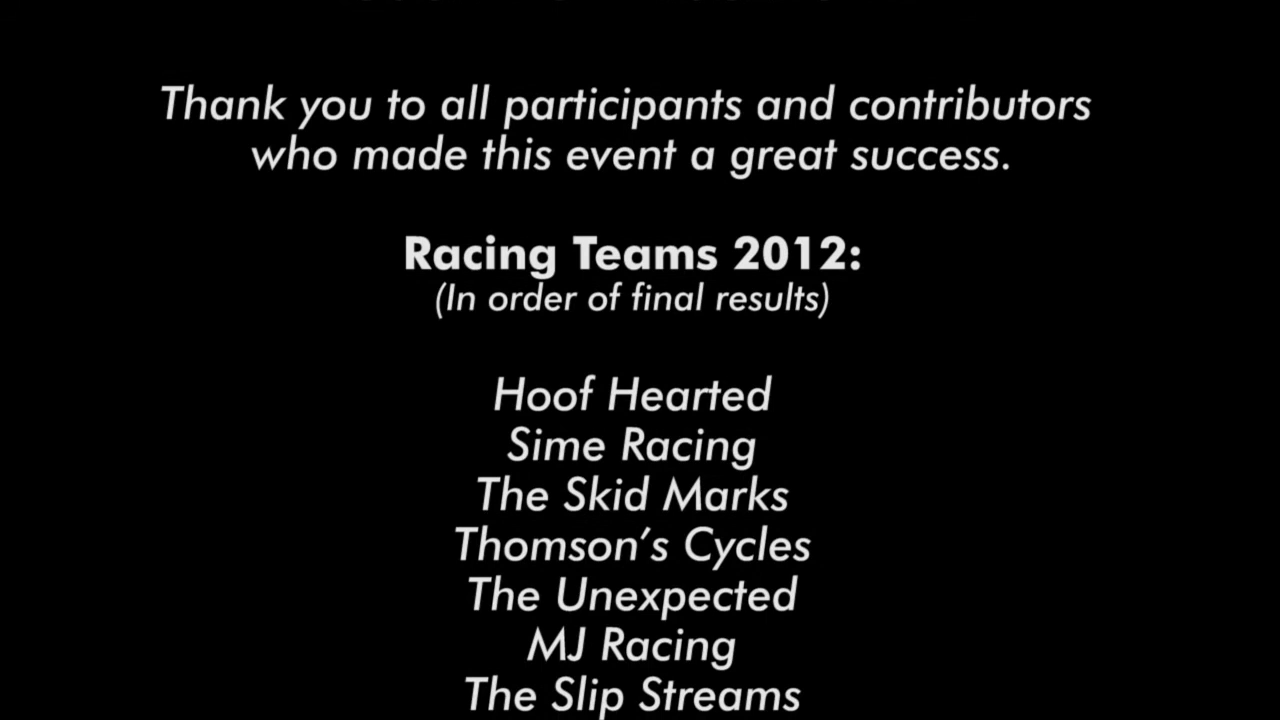 Thank you to all participants and contributors
who made this event a great success.
Racing Teams 2012:
(In order of final results)
Hoof Hearted
Sime Racing
The Skid Marks
Thomson's Cycles
The Unexpected
MJ Racing
The Slip Streams